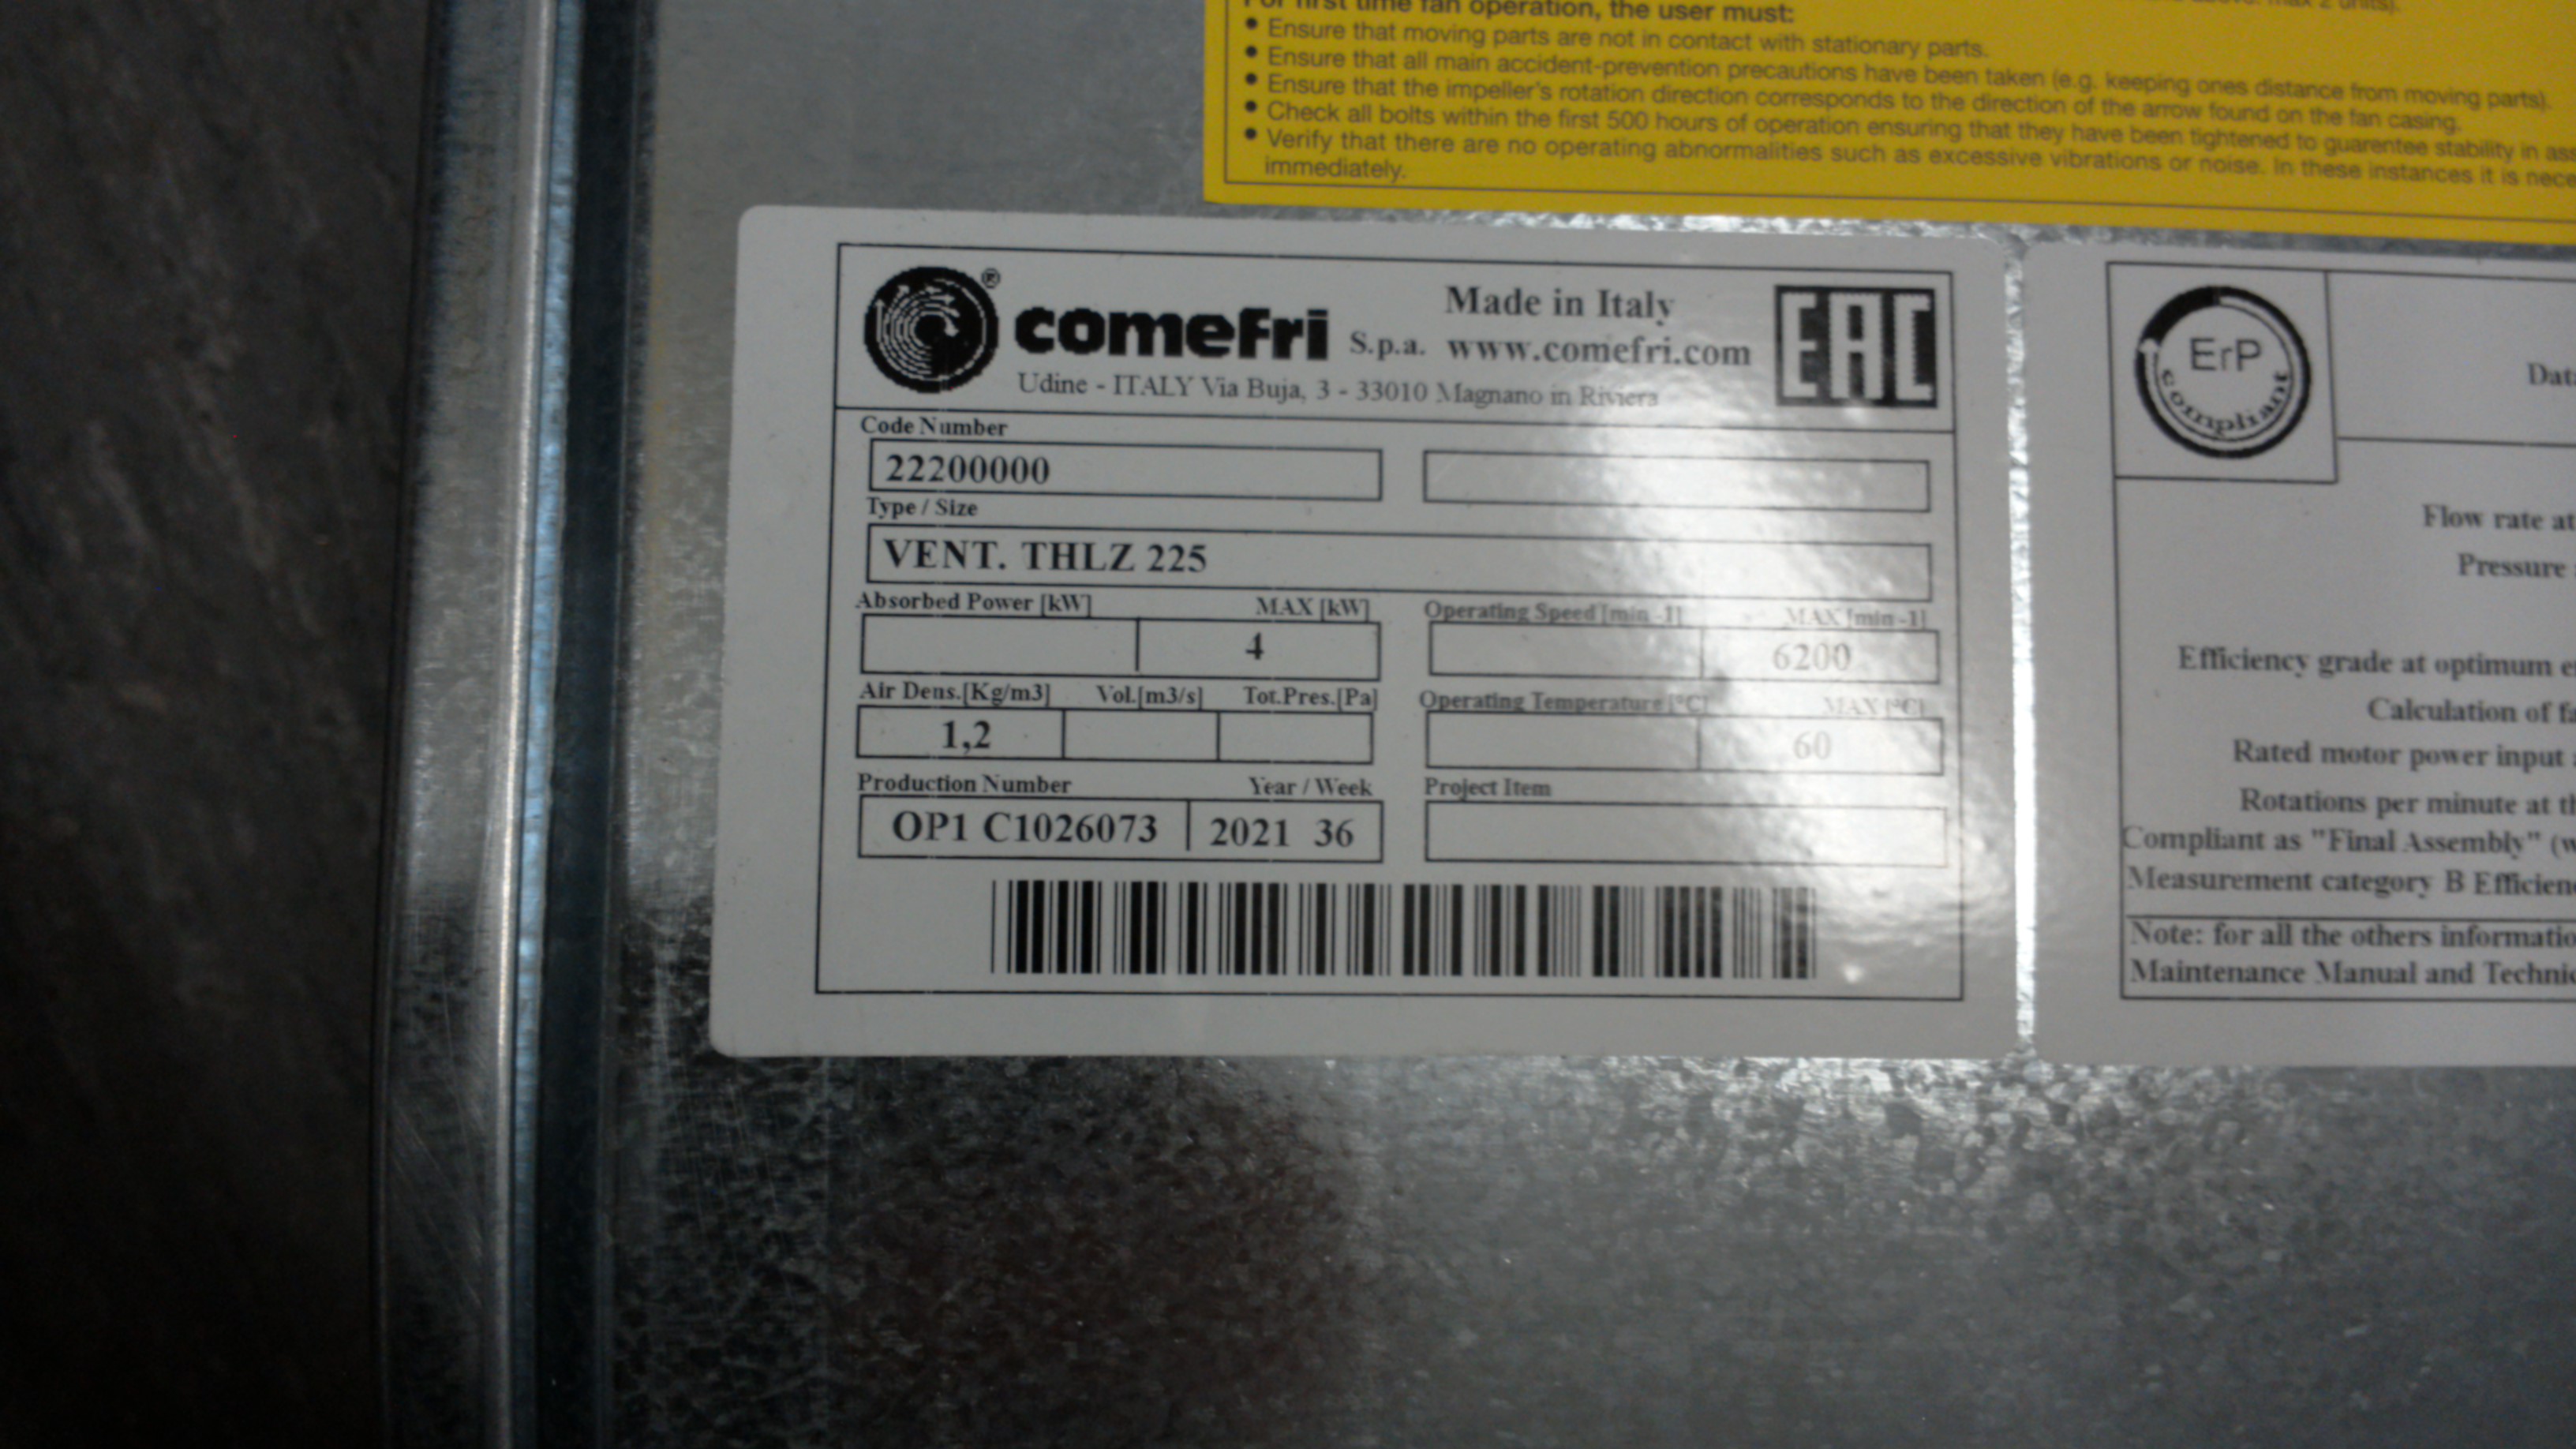 For first time fan operation, the user must:
max 2 units).
• Ensure that moving parts are not in contact with stationary parts.
• Ensure that all main accident-prevention precautions have been taken (e.g. keeping ones distance from moving parts).
• Ensure that the impeller's rotation direction corresponds to the direction of the arrow found on the fan casing.
• Check all bolts within the first 500 hours of operation ensuring that they have been tightened to guarentee stability in
• Verify that there are no operating abnormalities such as excessive vibrations or noise. In these instances it is
immediately.
® comefri S.p.a.
Made in Italy
www.comefri.com
EAC
Udine - ITALY Via Buja, 3 - 33010 Magnano in Riviera
Code Number
22200000
Type / Size
VENT. THLZ 225
Absorbed Power [kW] MAX [kW] Operating Speed [min -1] MAX [min -1]
4 6200
Air Dens.[Kg/m3] Vol.[m3/s] Tot.Pres.[Pa] Operating Temperature [°C] MAX [°C]
1,2 60
Production Number Year / Week Project Item
OP1 C1026073 2021 36
ErP
compliant
Flow rate at
Pressure
Efficiency grade at optimum
Calculation of
Rated motor power input
Rotations per minute at
Compliant as "Final Assembly"
Measurement category B
Note: for all the others
Maintenance Manual and